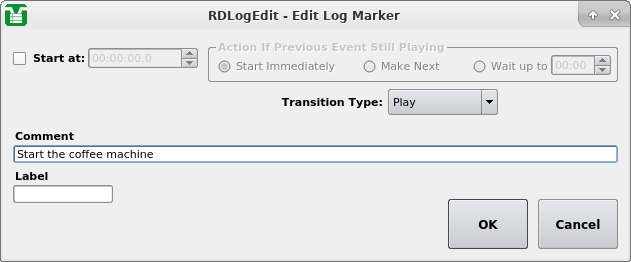 RDLogEdit - Edit Log Marker
Action If Previous Event Still Playing
Start at: 00:00:00.0 Start Immediately Make Next Wait up to 00:00
Transition Type: Play
Comment
Start the coffee machine
Label
OK Cancel